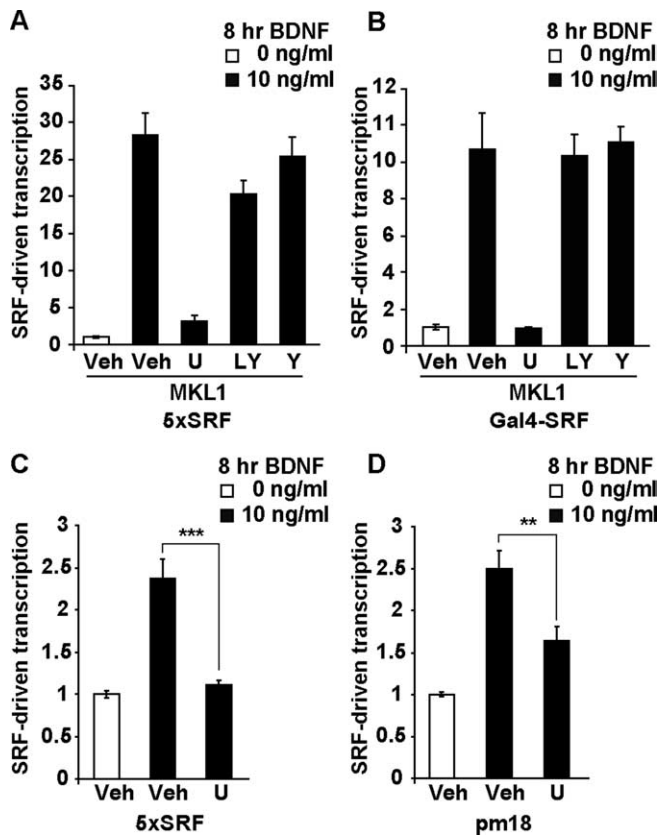 A
8 hr BDNF
0 ng/ml
10 ng/ml
SRF-driven transcription
35
30
25
20
15
10
5
0
Veh Veh U LY Y
MKL1
5xSRF
B
8 hr BDNF
0 ng/ml
10 ng/ml
SRF-driven transcription
12
10
8
6
4
2
0
Veh Veh U LY Y
MKL1
Gal4-SRF
C
8 hr BDNF
0 ng/ml
10 ng/ml
SRF-driven transcription
3
2.5
2
1.5
1
0.5
0
***
Veh Veh U
5xSRF
D
8 hr BDNF
0 ng/ml
10 ng/ml
SRF-driven transcription
3
2.5
2
1.5
1
0.5
0
**
Veh Veh U
pm18